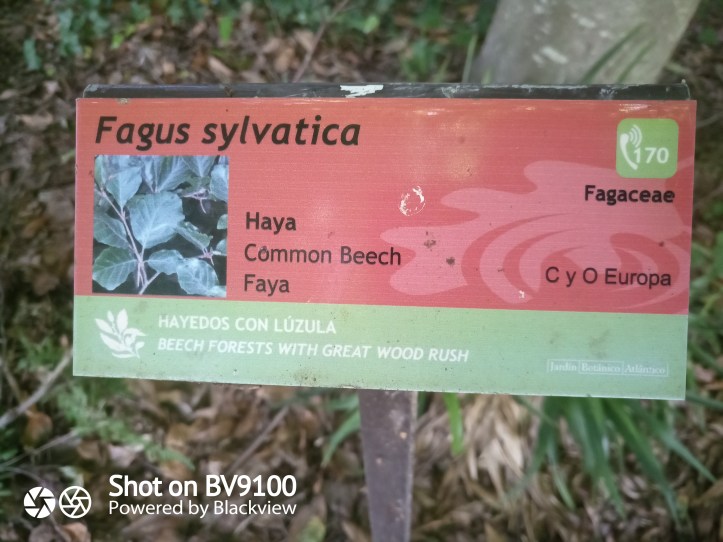 Fagus sylvatica
170
Fagaceae
Haya
Common Beech
Faya
C y O Europa
HAYEDOS CON LÚZULA
BEECH FORESTS WITH GREAT WOOD RUSH
Jardín Botánico Atlántico
Shot on BV9100
Powered by Blackview